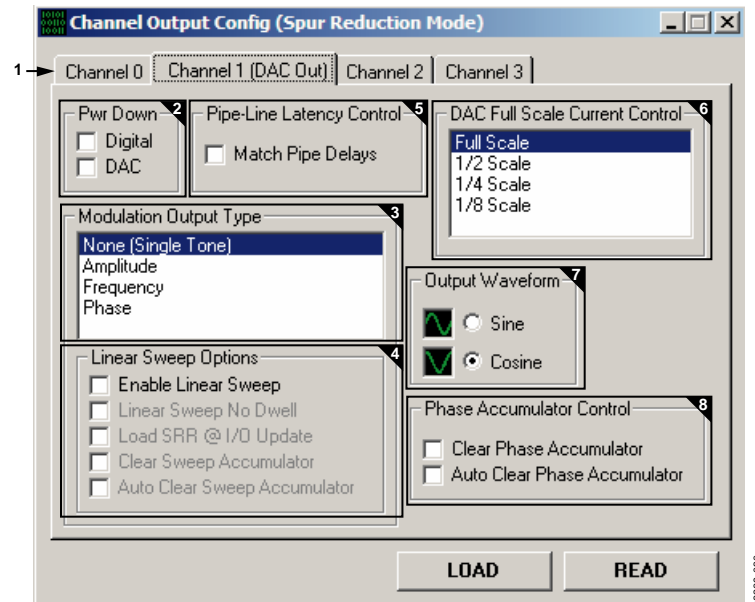 10101
00110
10011
Channel Output Config (Spur Reduction Mode)
1
Channel 0
Channel 1 (DAC Out)
Channel 2
Channel 3
Pwr Down
2
Digital
DAC
Pipe-Line Latency Control
5
Match Pipe Delays
DAC Full Scale Current Control
6
Full Scale
1/2 Scale
1/4 Scale
1/8 Scale
Modulation Output Type
3
None (Single Tone)
Amplitude
Frequency
Phase
Output Waveform
7
Sine
Cosine
Linear Sweep Options
4
Enable Linear Sweep
Linear Sweep No Dwell
Load SRR @ I/O Update
Clear Sweep Accumulator
Auto Clear Sweep Accumulator
Phase Accumulator Control
8
Clear Phase Accumulator
Auto Clear Phase Accumulator
LOAD
READ